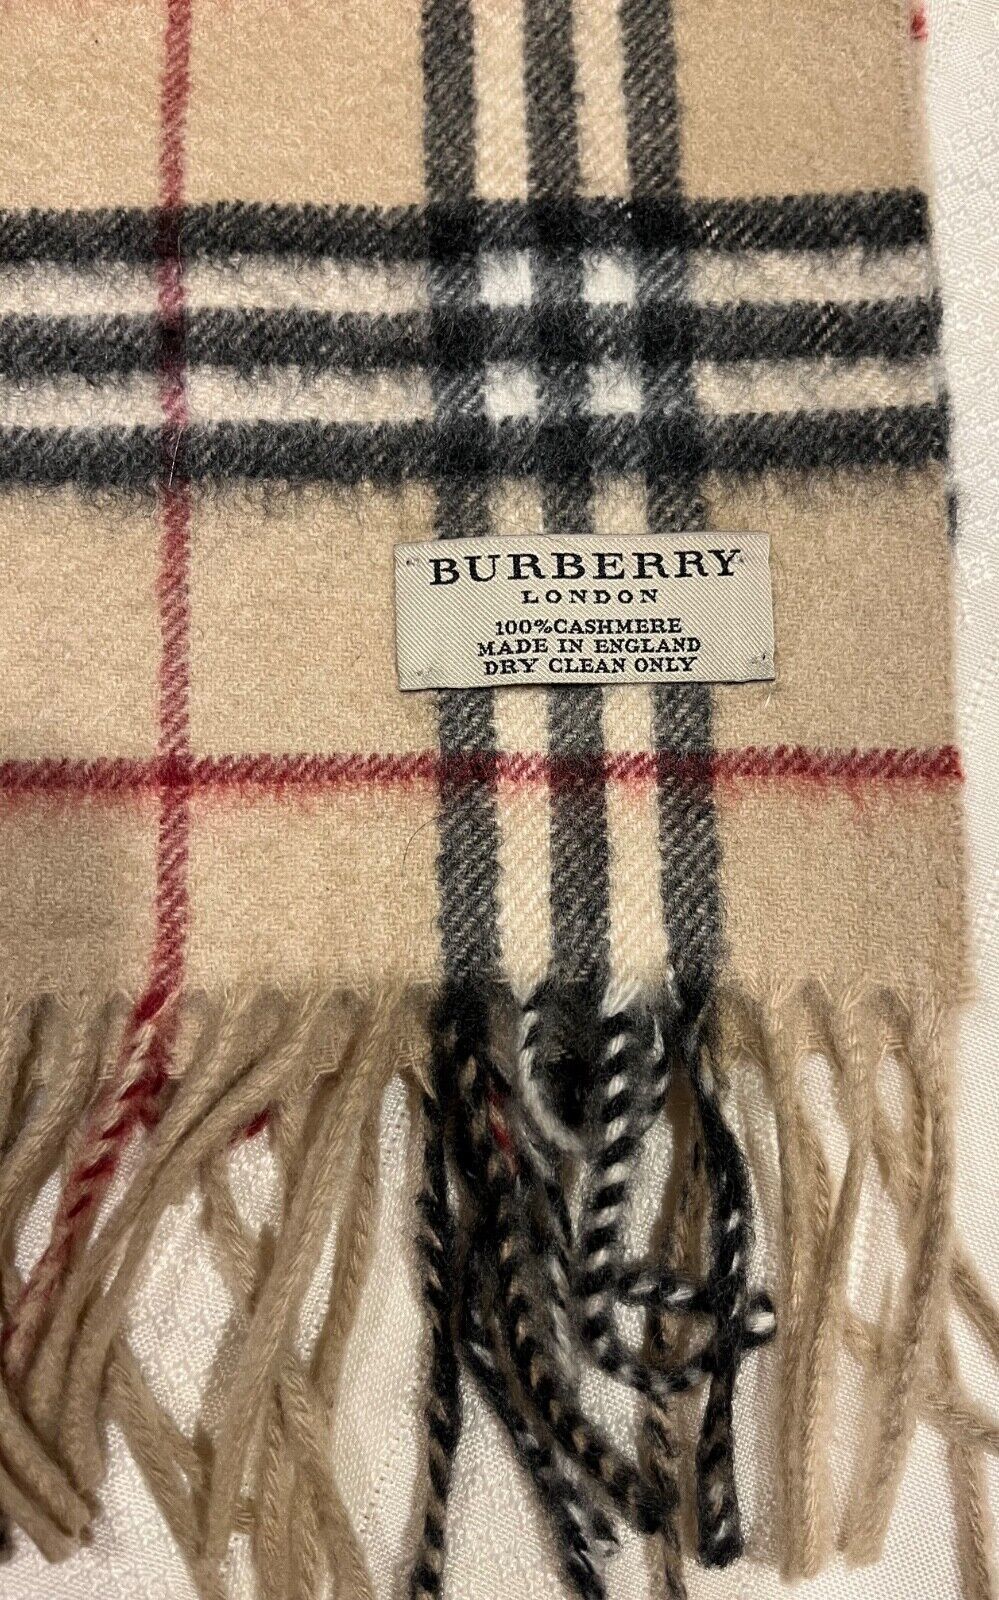 BURBERRY
LONDON
100%CASHMERE
MADE IN ENGLAND
DRY CLEAN ONLY